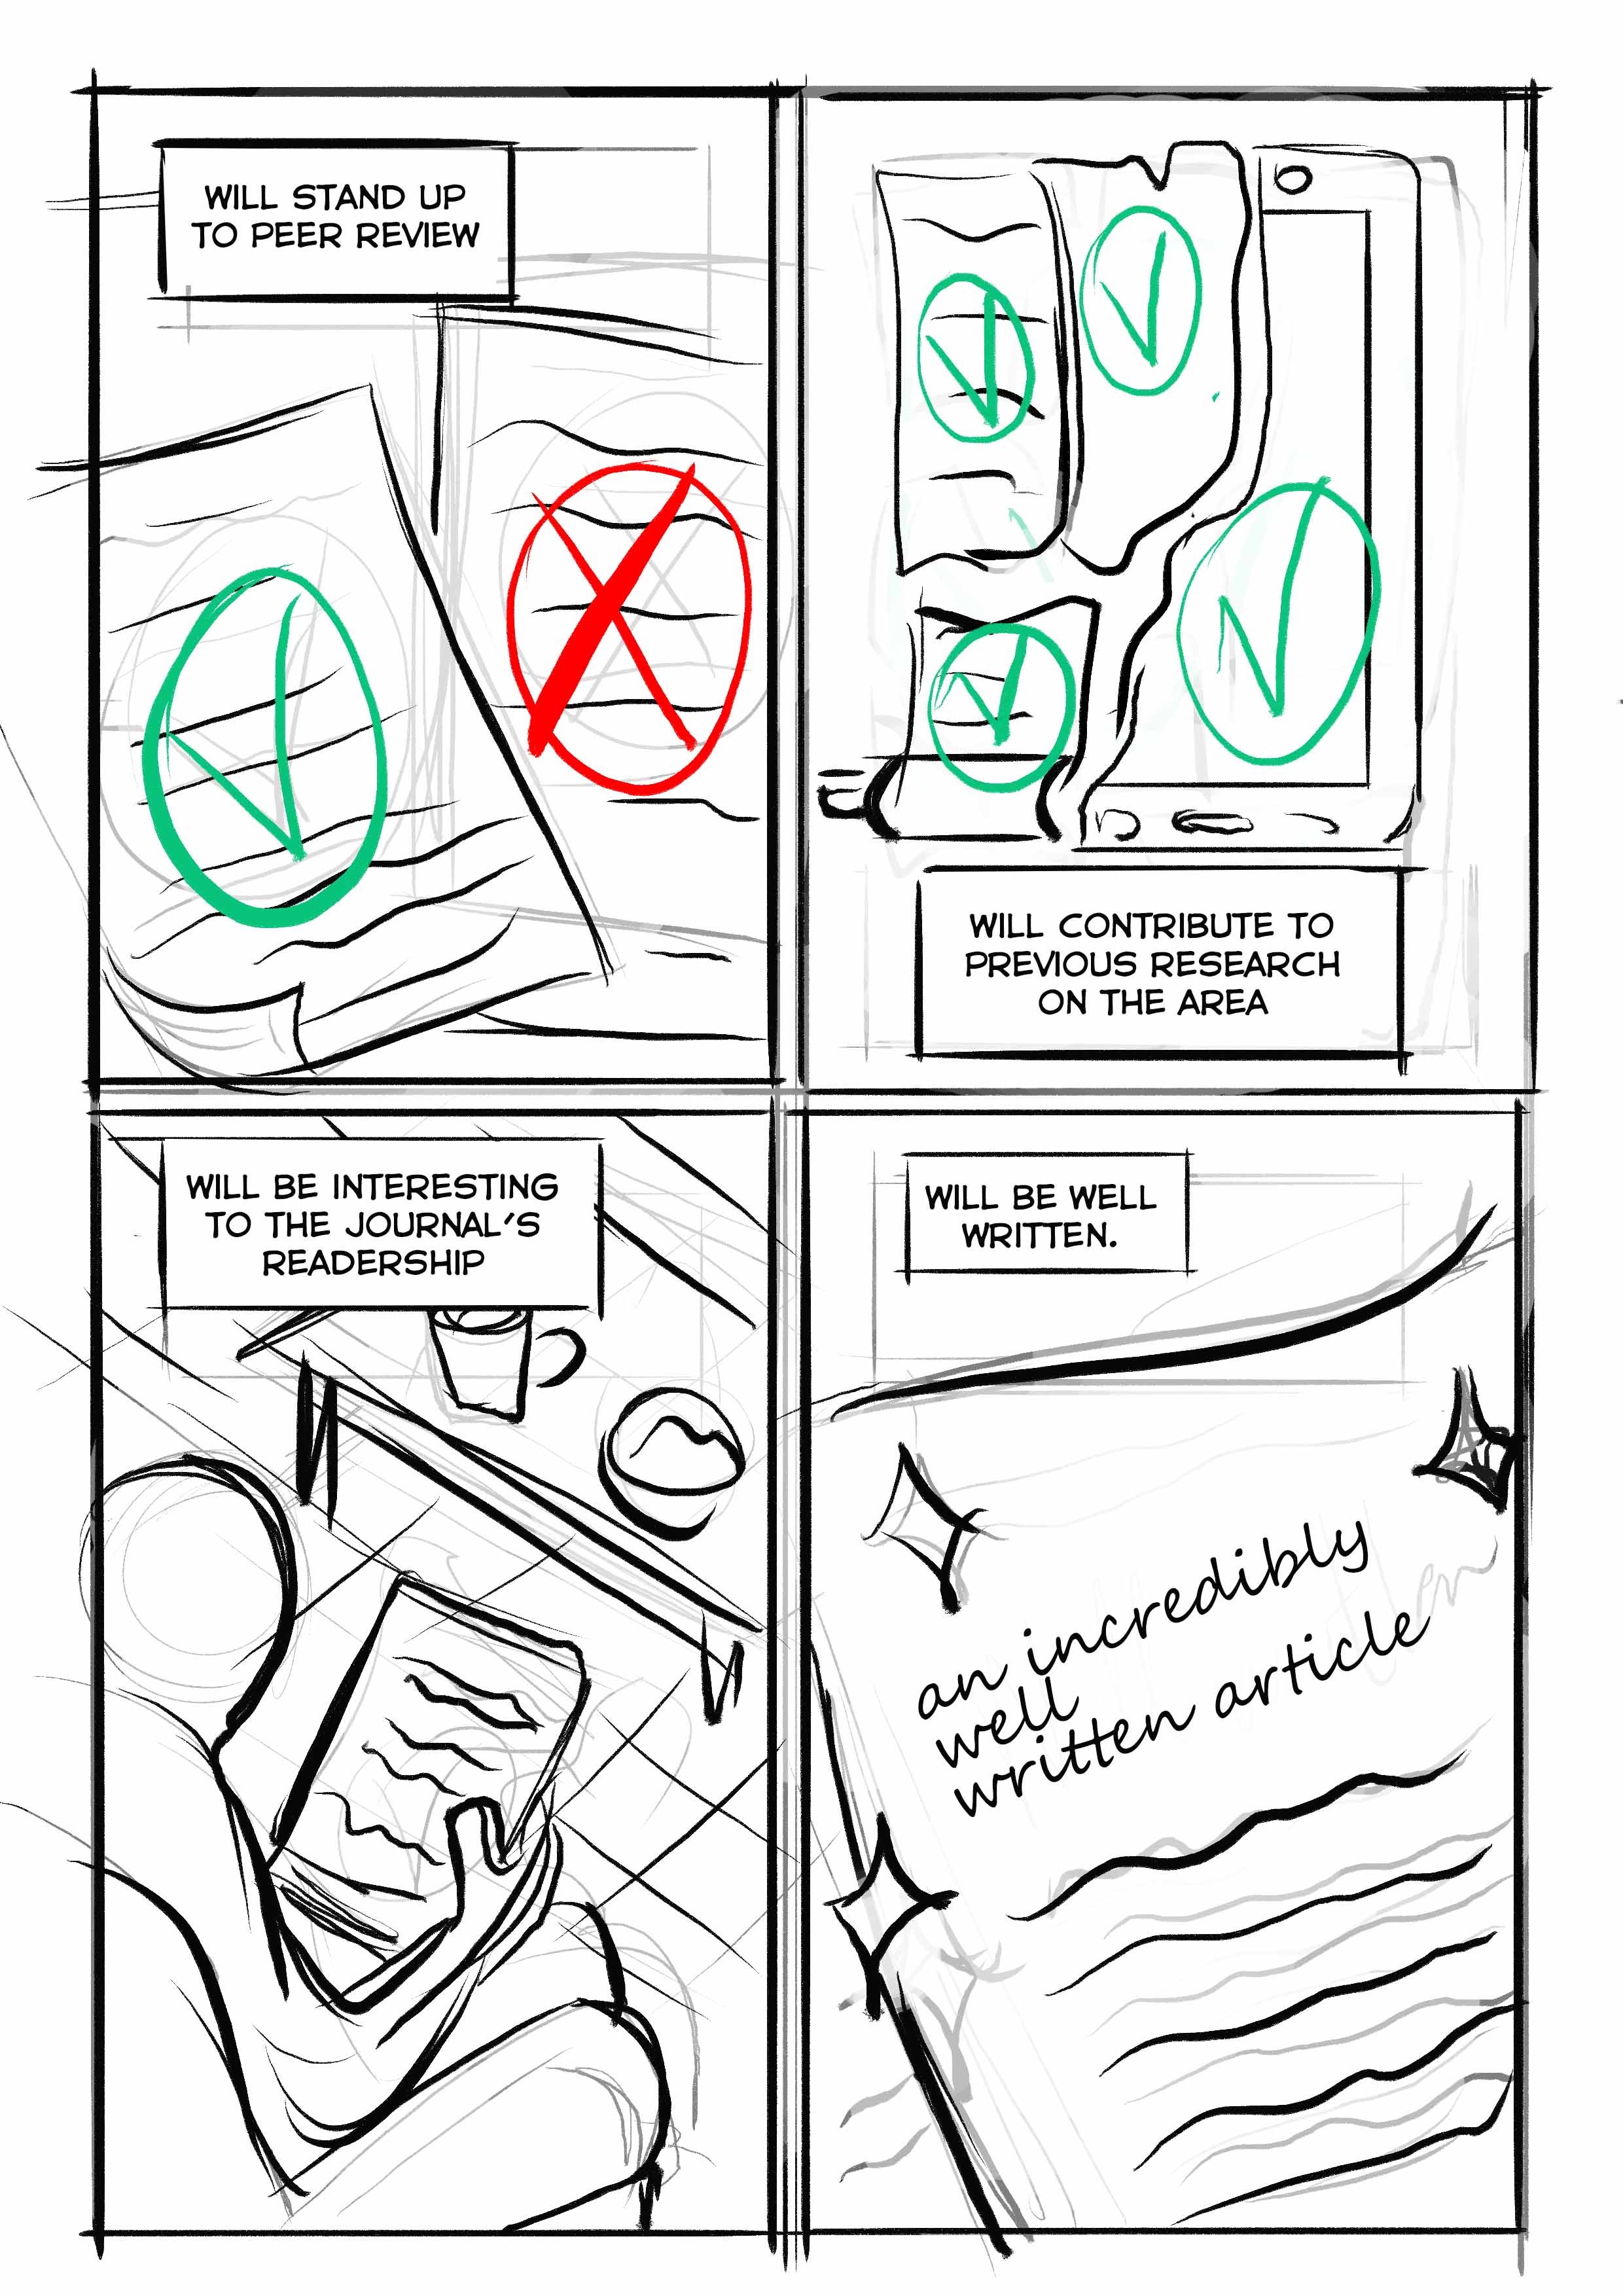 WILL STAND UP
TO PEER REVIEW
WILL CONTRIBUTE TO
PREVIOUS RESEARCH
ON THE AREA
WILL BE INTERESTING
TO THE JOURNAL'S
READERSHIP
WILL BE WELL
WRITTEN.
an incredibly
well
written article